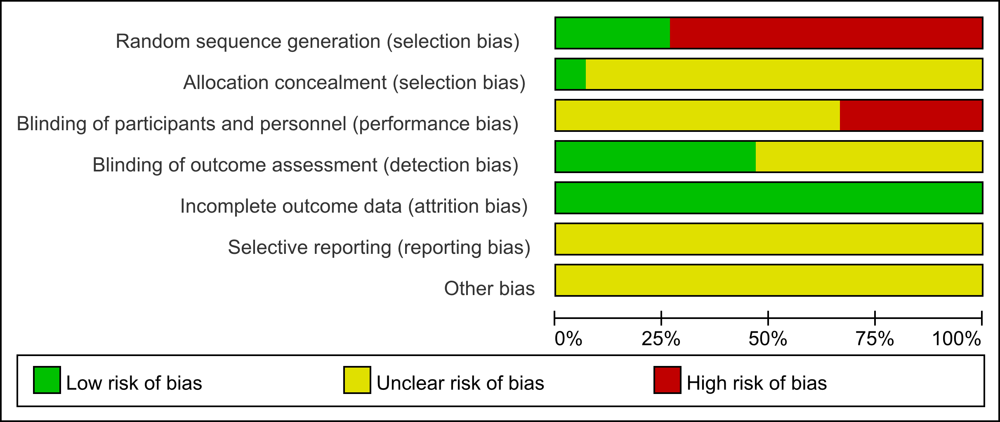 Random sequence generation (selection bias)
Allocation concealment (selection bias)
Blinding of participants and personnel (performance bias)
Blinding of outcome assessment (detection bias)
Incomplete outcome data (attrition bias)
Selective reporting (reporting bias)
Other bias
0% 25% 50% 75% 100%
Low risk of bias Unclear risk of bias High risk of bias